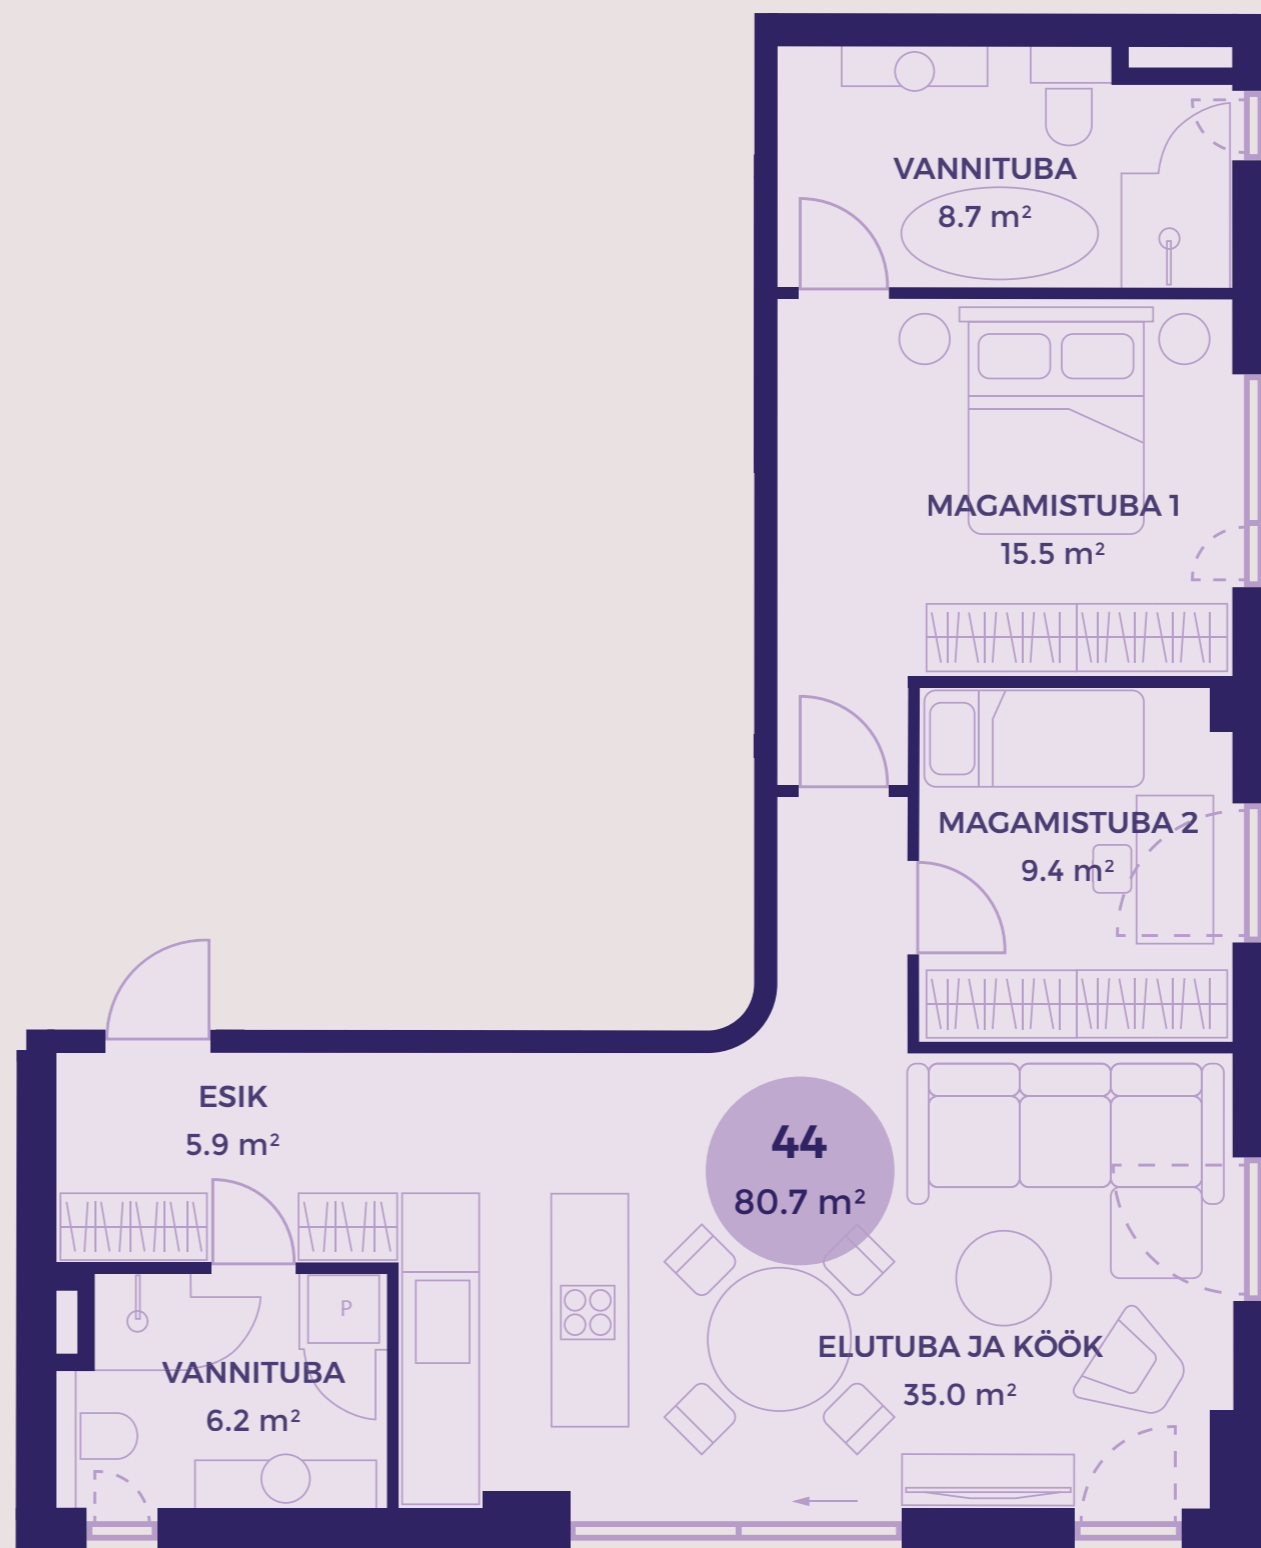 VANNITUBA
8.7 m²
MAGAMISTUBA 1
15.5 m²
MAGAMISTUBA 2
9.4 m²
ESIK
5.9 m²
44
80.7 m²
P
VANNITUBA
6.2 m²
ELUTUBA JA KÖÖK
35.0 m²